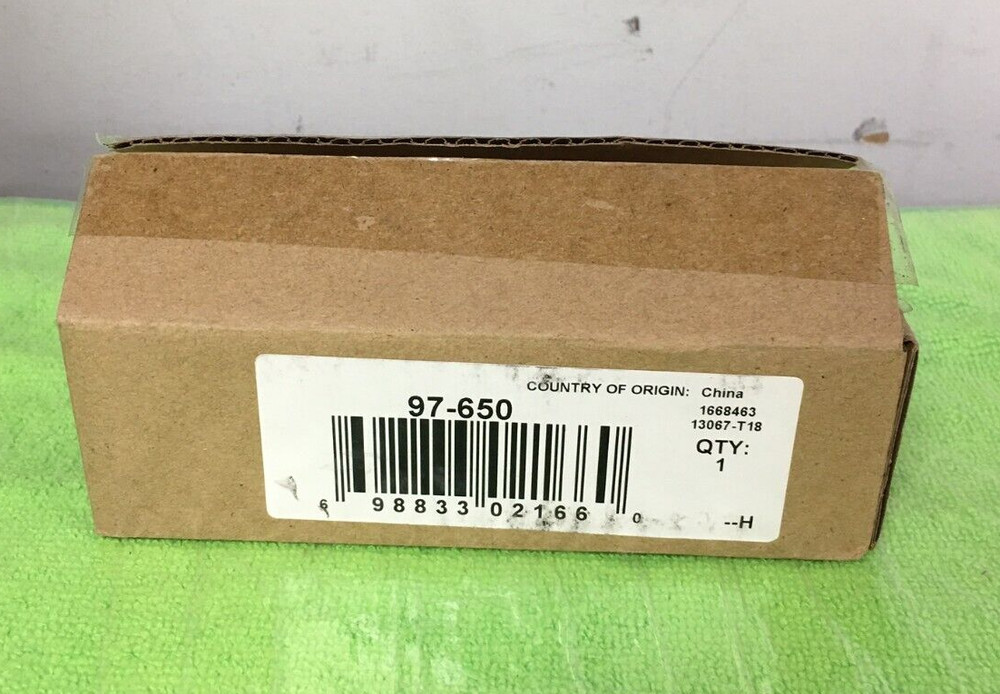 COUNTRY OF ORIGIN: China
97-650
1668463
13067-T18
QTY:
1
6 98833 02166 0
--H